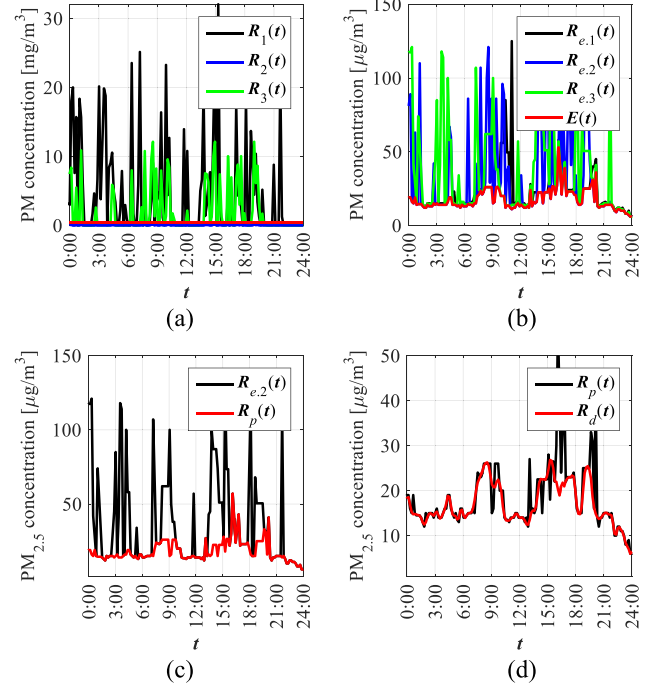 PM concentration [mg/m³]
30
20
10
0
R₁(t)
R₂(t)
R₃(t)
0:00
3:00
6:00
9:00
12:00
15:00
18:00
21:00
24:00
t
(a)
PM concentration [μg/m³]
150
100
50
0
Rₑ.₁(t)
Rₑ.₂(t)
Rₑ.₃(t)
E(t)
0:00
3:00
6:00
9:00
12:00
15:00
18:00
21:00
24:00
t
(b)
PM₂.₅ concentration [μg/m³]
150
100
50
Rₑ.₂(t)
Rₚ(t)
0:00
3:00
6:00
9:00
12:00
15:00
18:00
21:00
24:00
t
(c)
PM₂.₅ concentration [μg/m³]
50
40
30
20
10
Rₚ(t)
R_d(t)
0:00
3:00
6:00
9:00
12:00
15:00
18:00
21:00
24:00
t
(d)